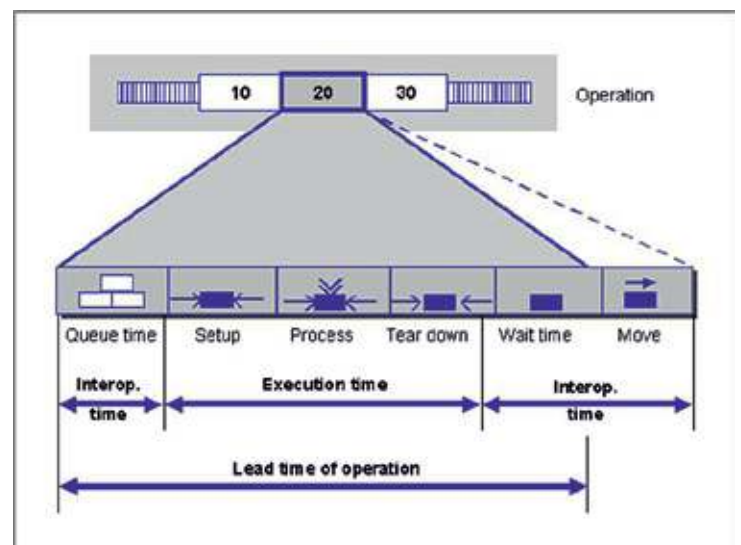 10 20 30 Operation
Queue time Setup Process Tear down Wait time Move
Interop. time Execution time Interop. time
Lead time of operation